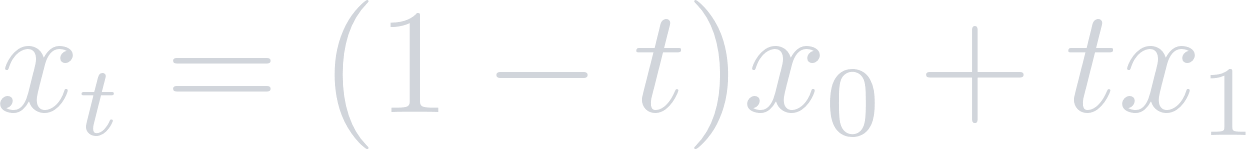 x_t = (1 − t)x_0 + tx_1